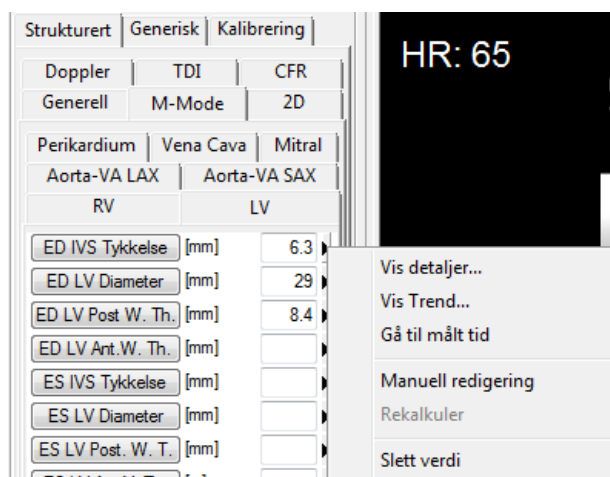 Strukturert Generisk Kalibrering
HR: 65
Doppler TDI CFR
Generell M-Mode 2D
Perikardium Vena Cava Mitral
Aorta-VA LAX Aorta-VA SAX
RV LV
ED IVS Tykkelse [mm] 6.3
ED LV Diameter [mm] 29
ED LV Post W. Th. [mm] 8.4
ED LV Ant.W. Th. [mm]
ES IVS Tykkelse [mm]
ES LV Diameter [mm]
ES LV Post. W. T. [mm]
Vis detaljer...
Vis Trend...
Gå til målt tid
Manuell redigering
Rekalkuler
Slett verdi